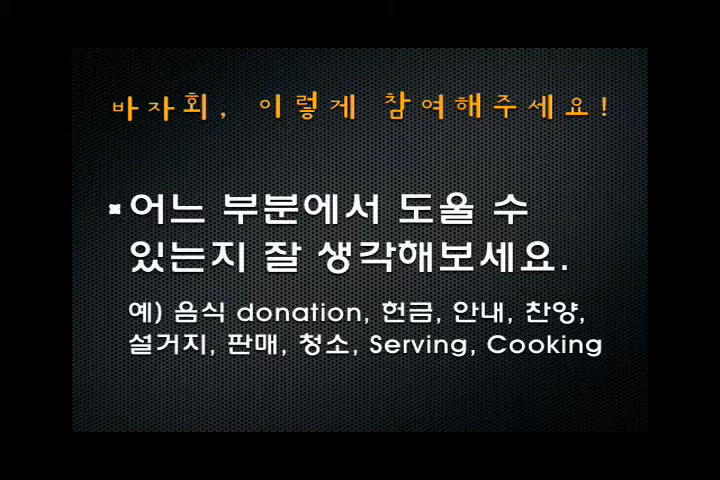 바자회, 이렇게 참여해주세요!
어느 부분에서 도울 수
있는지 잘 생각해보세요.
예) 음식 donation, 헌금, 안내, 찬양,
설거지, 판매, 청소, Serving, Cooking